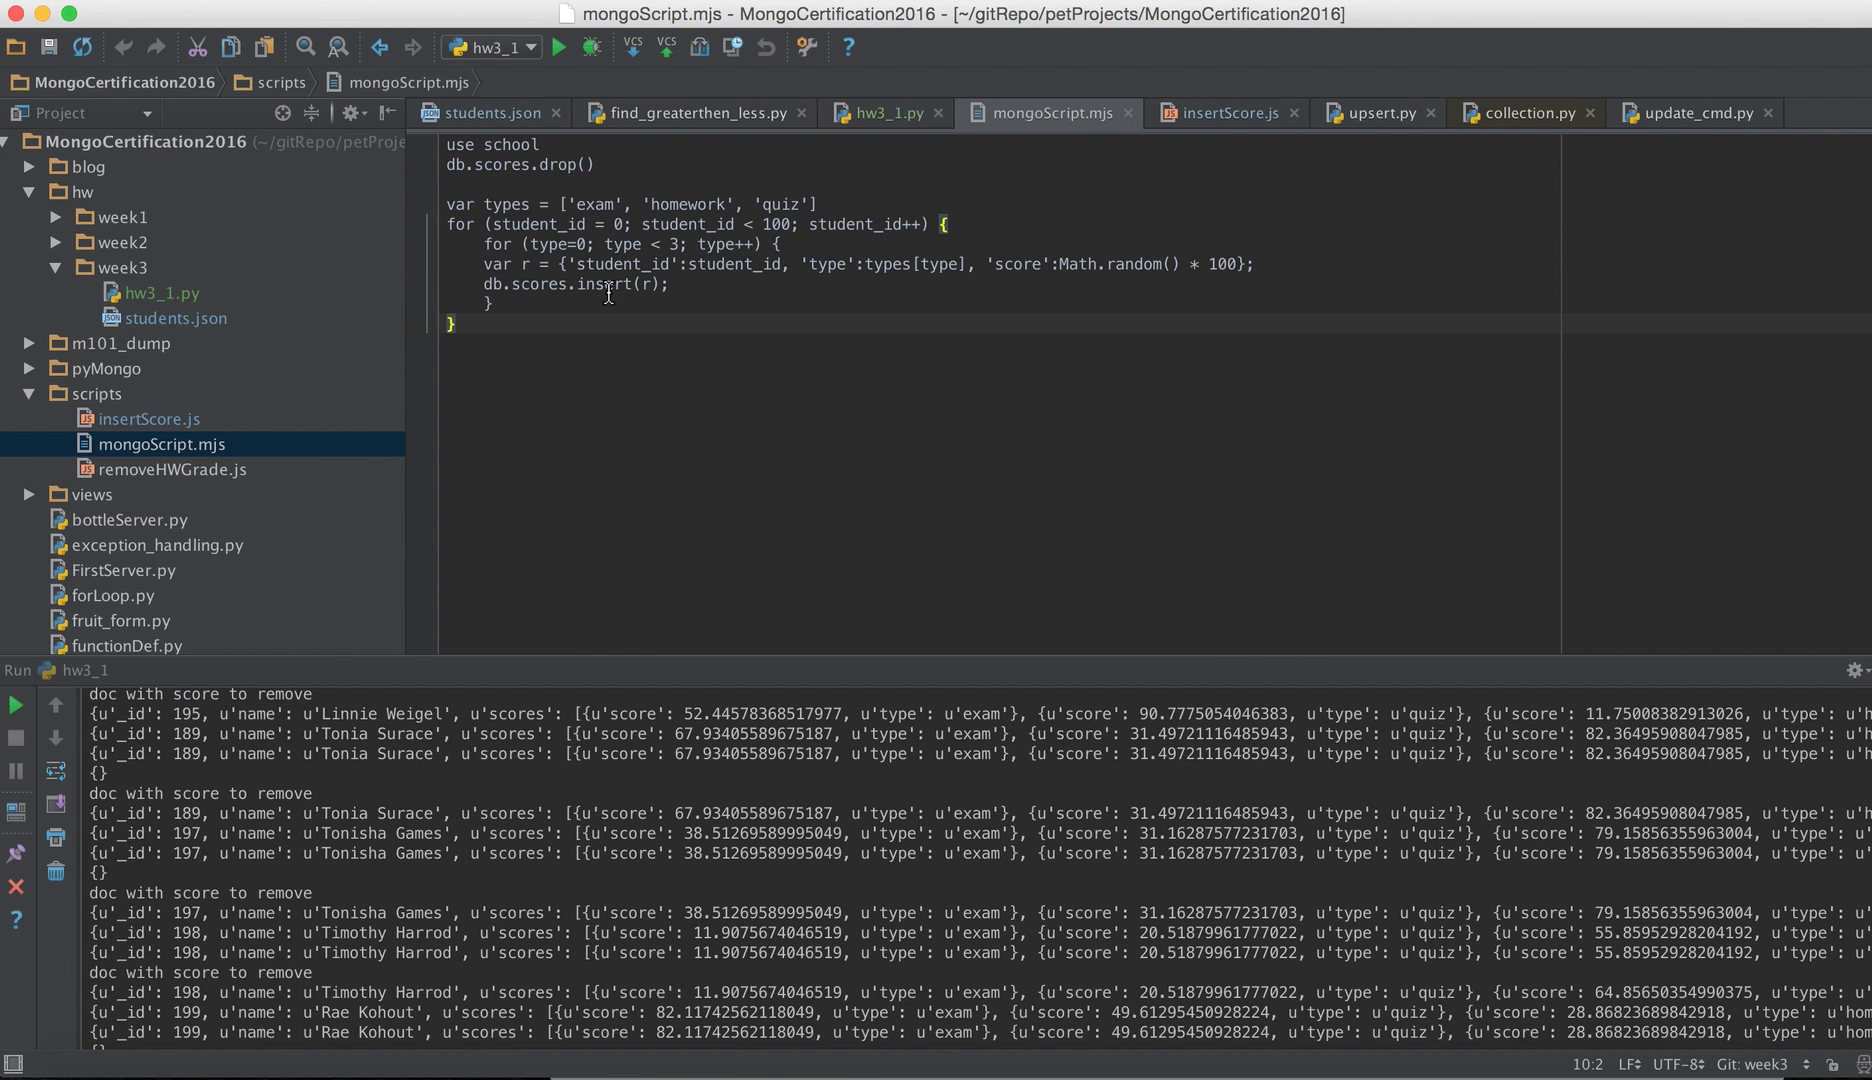 mongoScript.mjs - MongoCertification2016 - [~/gitRepo/petProjects/MongoCertification2016]
hw3_1
VCS VCS
MongoCertification2016 scripts mongoScript.mjs
Project
students.json find_greaterthen_less.py hw3_1.py mongoScript.mjs insertScore.js upsert.py collection.py update_cmd.py
MongoCertification2016 (~/gitRepo/petProje
blog
hw
week1
week2
week3
hw3_1.py
students.json
m101_dump
pyMongo
scripts
insertScore.js
mongoScript.mjs
removeHWGrade.js
views
bottleServer.py
exception_handling.py
FirstServer.py
forLoop.py
fruit_form.py
functionDef.py
use school
db.scores.drop()
var types = ['exam', 'homework', 'quiz']
for (student_id = 0; student_id < 100; student_id++) {
    for (type=0; type < 3; type++) {
    var r = {'student_id':student_id, 'type':types[type], 'score':Math.random() * 100};
    db.scores.insert(r);
    }
}
Run hw3_1
doc with score to remove
{u'_id': 195, u'name': u'Linnie Weigel', u'scores': [{u'score': 52.44578368517977, u'type': u'exam'}, {u'score': 90.7775054046383, u'type': u'quiz'}, {u'score': 11.75008382913026, u'type': u'h
{u'_id': 189, u'name': u'Tonia Surace', u'scores': [{u'score': 67.93405589675187, u'type': u'exam'}, {u'score': 31.49721116485943, u'type': u'quiz'}, {u'score': 82.36495908047985, u'type': u'h
{u'_id': 189, u'name': u'Tonia Surace', u'scores': [{u'score': 67.93405589675187, u'type': u'exam'}, {u'score': 31.49721116485943, u'type': u'quiz'}, {u'score': 82.36495908047985, u'type': u'h
{}
doc with score to remove
{u'_id': 189, u'name': u'Tonia Surace', u'scores': [{u'score': 67.93405589675187, u'type': u'exam'}, {u'score': 31.49721116485943, u'type': u'quiz'}, {u'score': 82.36495908047985, u'type': u'h
{u'_id': 197, u'name': u'Tonisha Games', u'scores': [{u'score': 38.51269589995049, u'type': u'exam'}, {u'score': 31.16287577231703, u'type': u'quiz'}, {u'score': 79.15856355963004, u'type': u'
{u'_id': 197, u'name': u'Tonisha Games', u'scores': [{u'score': 38.51269589995049, u'type': u'exam'}, {u'score': 31.16287577231703, u'type': u'quiz'}, {u'score': 79.15856355963004, u'type': u'
{}
doc with score to remove
{u'_id': 197, u'name': u'Tonisha Games', u'scores': [{u'score': 38.51269589995049, u'type': u'exam'}, {u'score': 31.16287577231703, u'type': u'quiz'}, {u'score': 79.15856355963004, u'type': u'
{u'_id': 198, u'name': u'Timothy Harrod', u'scores': [{u'score': 11.9075674046519, u'type': u'exam'}, {u'score': 20.51879961777022, u'type': u'quiz'}, {u'score': 55.85952928204192, u'type': u'
{u'_id': 198, u'name': u'Timothy Harrod', u'scores': [{u'score': 11.9075674046519, u'type': u'exam'}, {u'score': 20.51879961777022, u'type': u'quiz'}, {u'score': 55.85952928204192, u'type': u'
doc with score to remove
{u'_id': 198, u'name': u'Timothy Harrod', u'scores': [{u'score': 11.9075674046519, u'type': u'exam'}, {u'score': 20.51879961777022, u'type': u'quiz'}, {u'score': 64.85650354990375, u'type': u'
{u'_id': 199, u'name': u'Rae Kohout', u'scores': [{u'score': 82.11742562118049, u'type': u'exam'}, {u'score': 49.61295450928224, u'type': u'quiz'}, {u'score': 28.86823689842918, u'type': u'hom
{u'_id': 199, u'name': u'Rae Kohout', u'scores': [{u'score': 82.11742562118049, u'type': u'exam'}, {u'score': 49.61295450928224, u'type': u'quiz'}, {u'score': 28.86823689842918, u'type': u'hom
{}
10:2 LF UTF-8 Git: week3